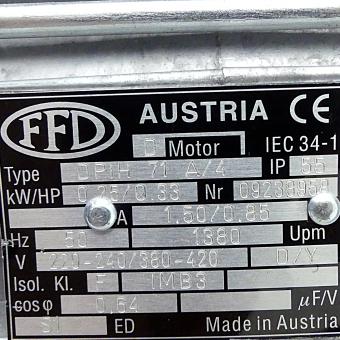 FFD AUSTRIA CE
D Motor IEC 34-1
Type DPIH 71 A/4 IP 55
kW/HP 0.25/0.33 Nr 09238959
A 1.50/0.85
Hz 50 1380 Upm
V 220-240/380-420 D/Y
Isol. Kl. F IMB3
cos φ 0.64 µF/V
S1 ED Made in Austria